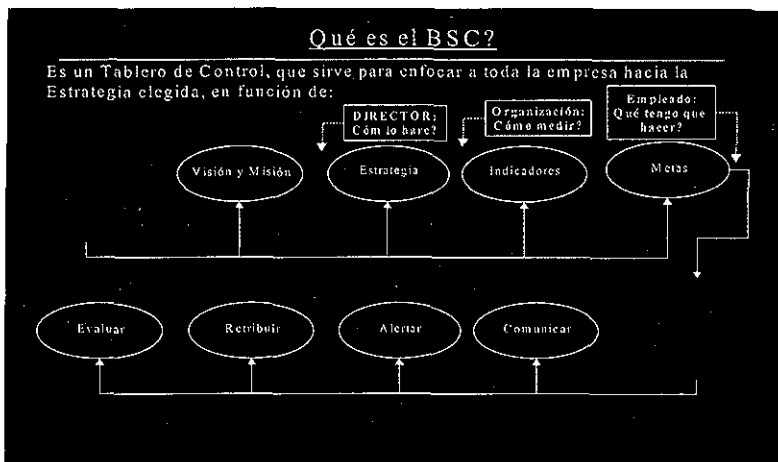 Qué es el BSC?
Es un Tablero de Control, que sirve para enfocar a toda la empresa hacia la
Estrategia elegida, en función de:
DIRECTOR:
Cóm lo hare?
Organización:
Cómo medir?
Empleado:
Qué tengo que
hacer?
Visión y Misión
Estrategia
Indicadores
Metas
Evaluar
Retribuir
Alertar
Comunicar